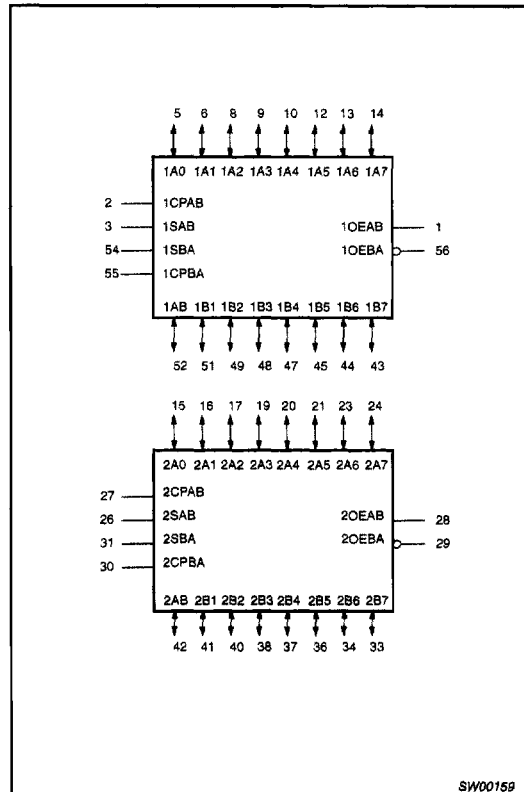 5 6 8 9 10 12 13 14
1A0 1A1 1A2 1A3 1A4 1A5 1A6 1A7
2 1CPAB
3 1SAB 1OEAB 1
54 1SBA 1OEBA 56
55 1CPBA
1AB 1B1 1B2 1B3 1B4 1B5 1B6 1B7
52 51 49 48 47 45 44 43
15 16 17 19 20 21 23 24
2A0 2A1 2A2 2A3 2A4 2A5 2A6 2A7
27 2CPAB
26 2SAB 2OEAB 28
31 2SBA 2OEBA 29
30 2CPBA
2AB 2B1 2B2 2B3 2B4 2B5 2B6 2B7
42 41 40 38 37 36 34 33
SW00159